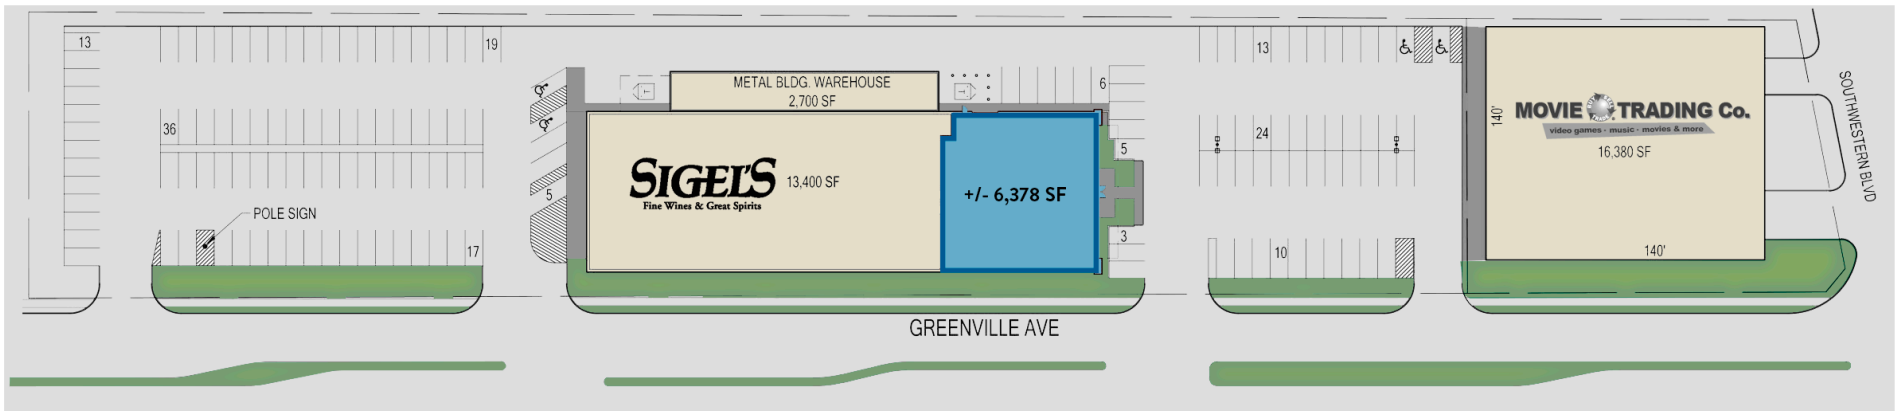 13
19
36
POLE SIGN
17
5
METAL BLDG. WAREHOUSE
2,700 SF
SIGEL'S
Fine Wines & Great Spirits
13,400 SF
+/- 6,378 SF
6
5
3
13
24
10
140'
MOVIE TRADING Co.
video games - music - movies & more
16,380 SF
140'
SOUTHWESTERN BLVD
GREENVILLE AVE
T
T